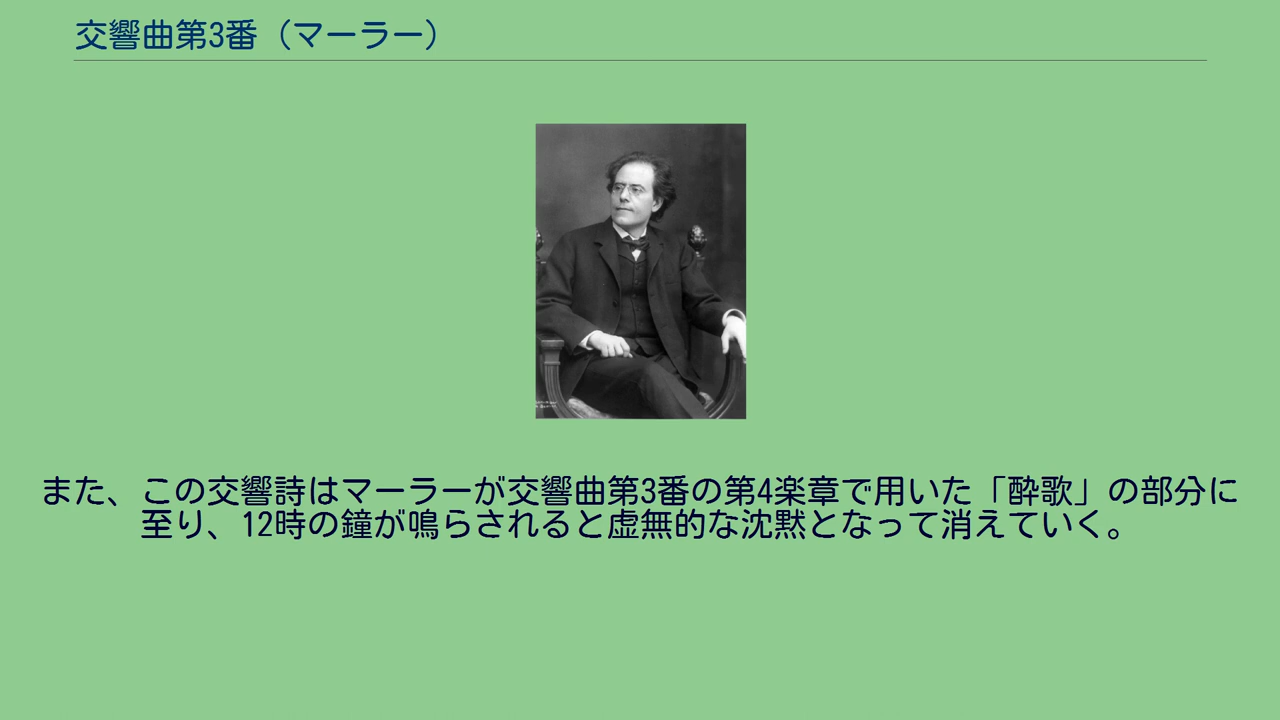 交響曲第3番（マーラー）
また、この交響詩はマーラーが交響曲第3番の第4楽章で用いた「酔歌」の部分に
至り、12時の鐘が鳴らされると虚無的な沈黙となって消えていく。